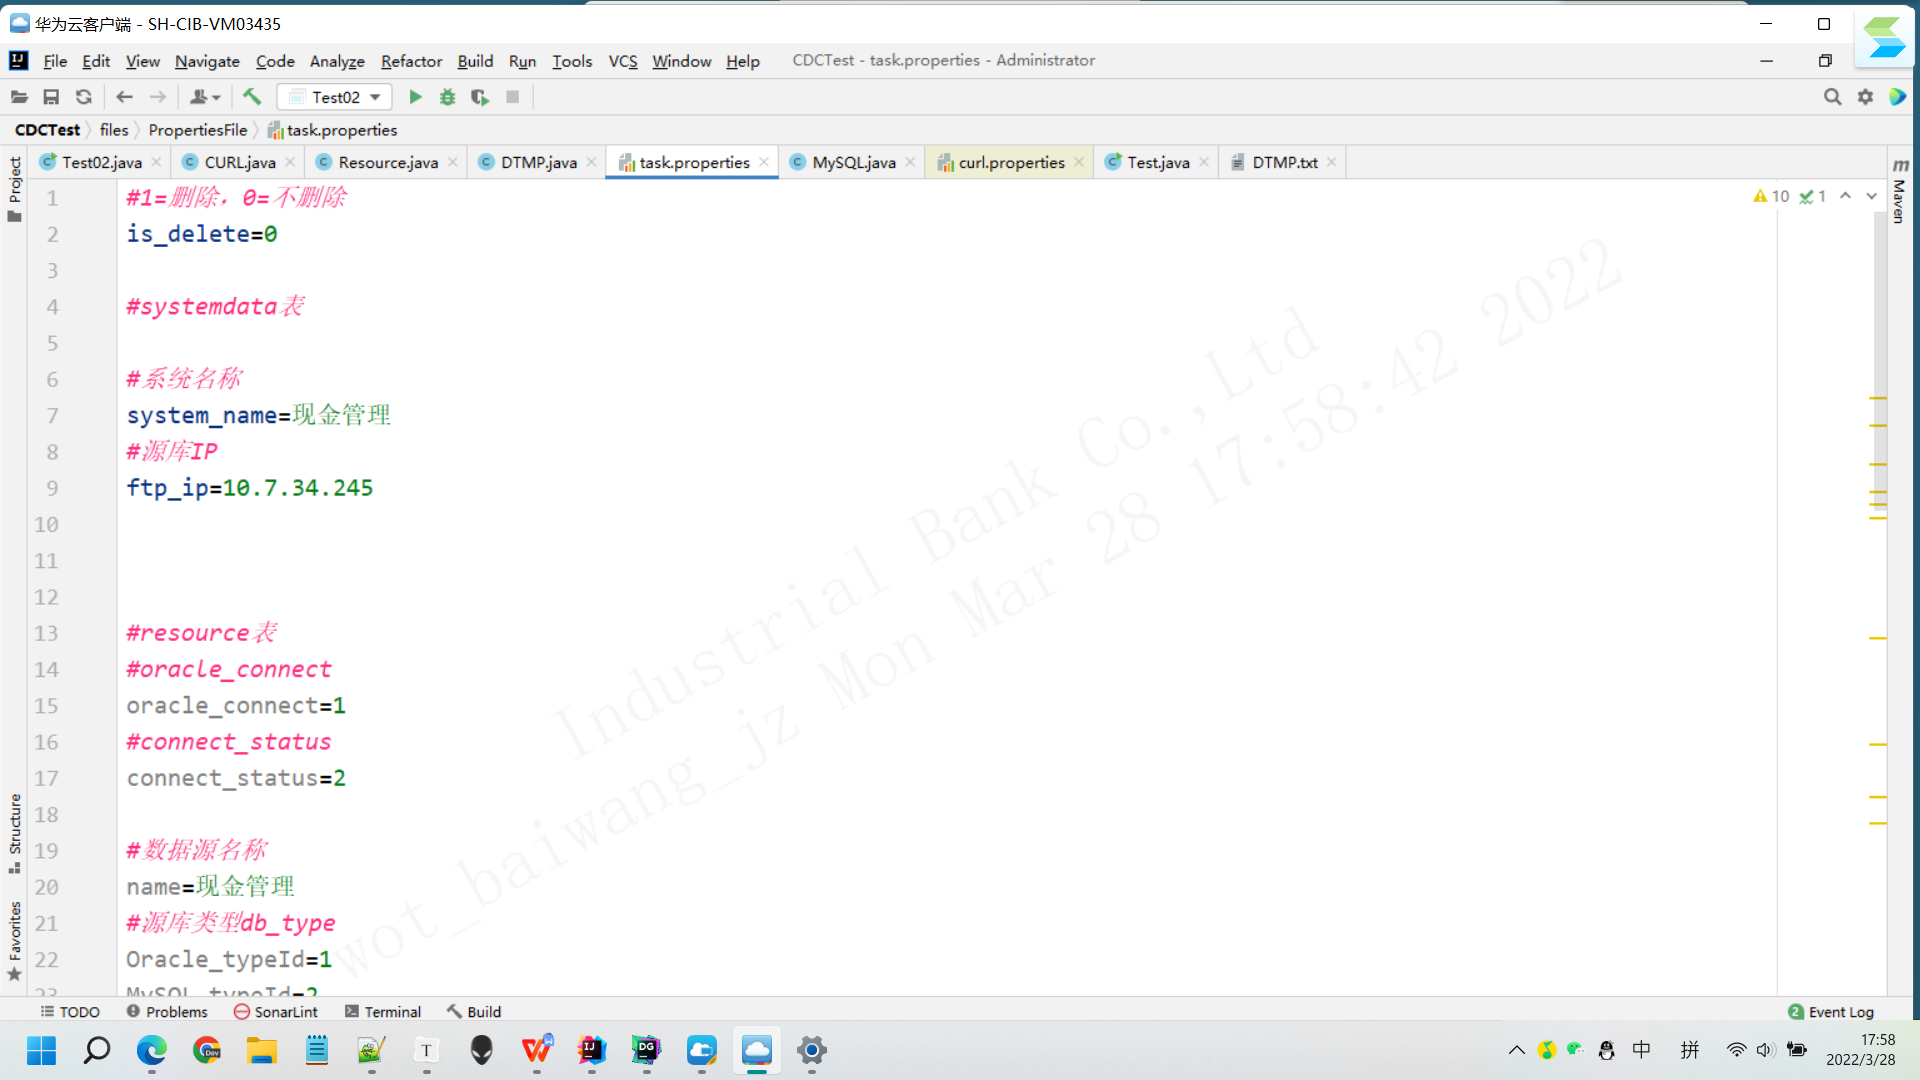 华为云客户端 - SH-CIB-VM03435
File Edit View Navigate Code Analyze Refactor Build Run Tools VCS Window Help CDCTest - task.properties - Administrator
Test02
CDCTest files PropertiesFile task.properties
Test02.java CURL.java Resource.java DTMP.java task.properties MySQL.java curl.properties Test.java DTMP.txt
Project
Maven
10 1
1 #1=删除，0=不删除
2 is_delete=0
3
4 #systemdata表
5
6 #系统名称
7 system_name=现金管理
8 #源库IP
9 ftp_ip=10.7.34.245
10
11
12
13 #resource表
14 #oracle_connect
15 oracle_connect=1
16 #connect_status
17 connect_status=2
18
19 #数据源名称
20 name=现金管理
21 #源库类型db_type
22 Oracle_typeId=1
23 MySQL_typeId=2
Industrial Bank Co.,Ltd
wot_baiwang_jz Mon Mar 28 17:58:42 2022
Structure
Favorites
TODO Problems SonarLint Terminal Build 2 Event Log
中 拼 17:58
2022/3/28